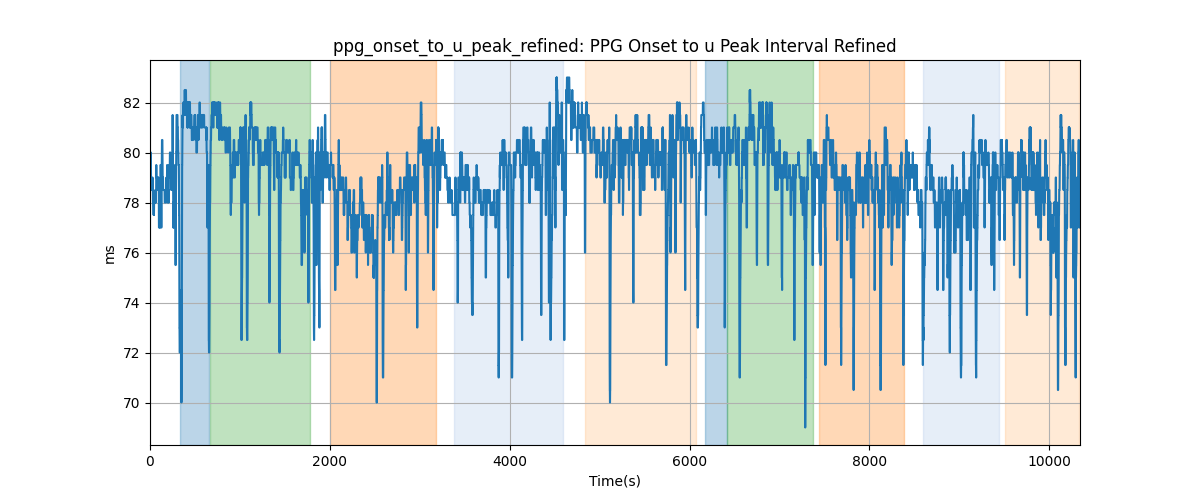 ppg_onset_to_u_peak_refined: PPG Onset to u Peak Interval Refined
82
80
78
76
74
72
70
ms
0 2000 4000 6000 8000 10000
Time(s)